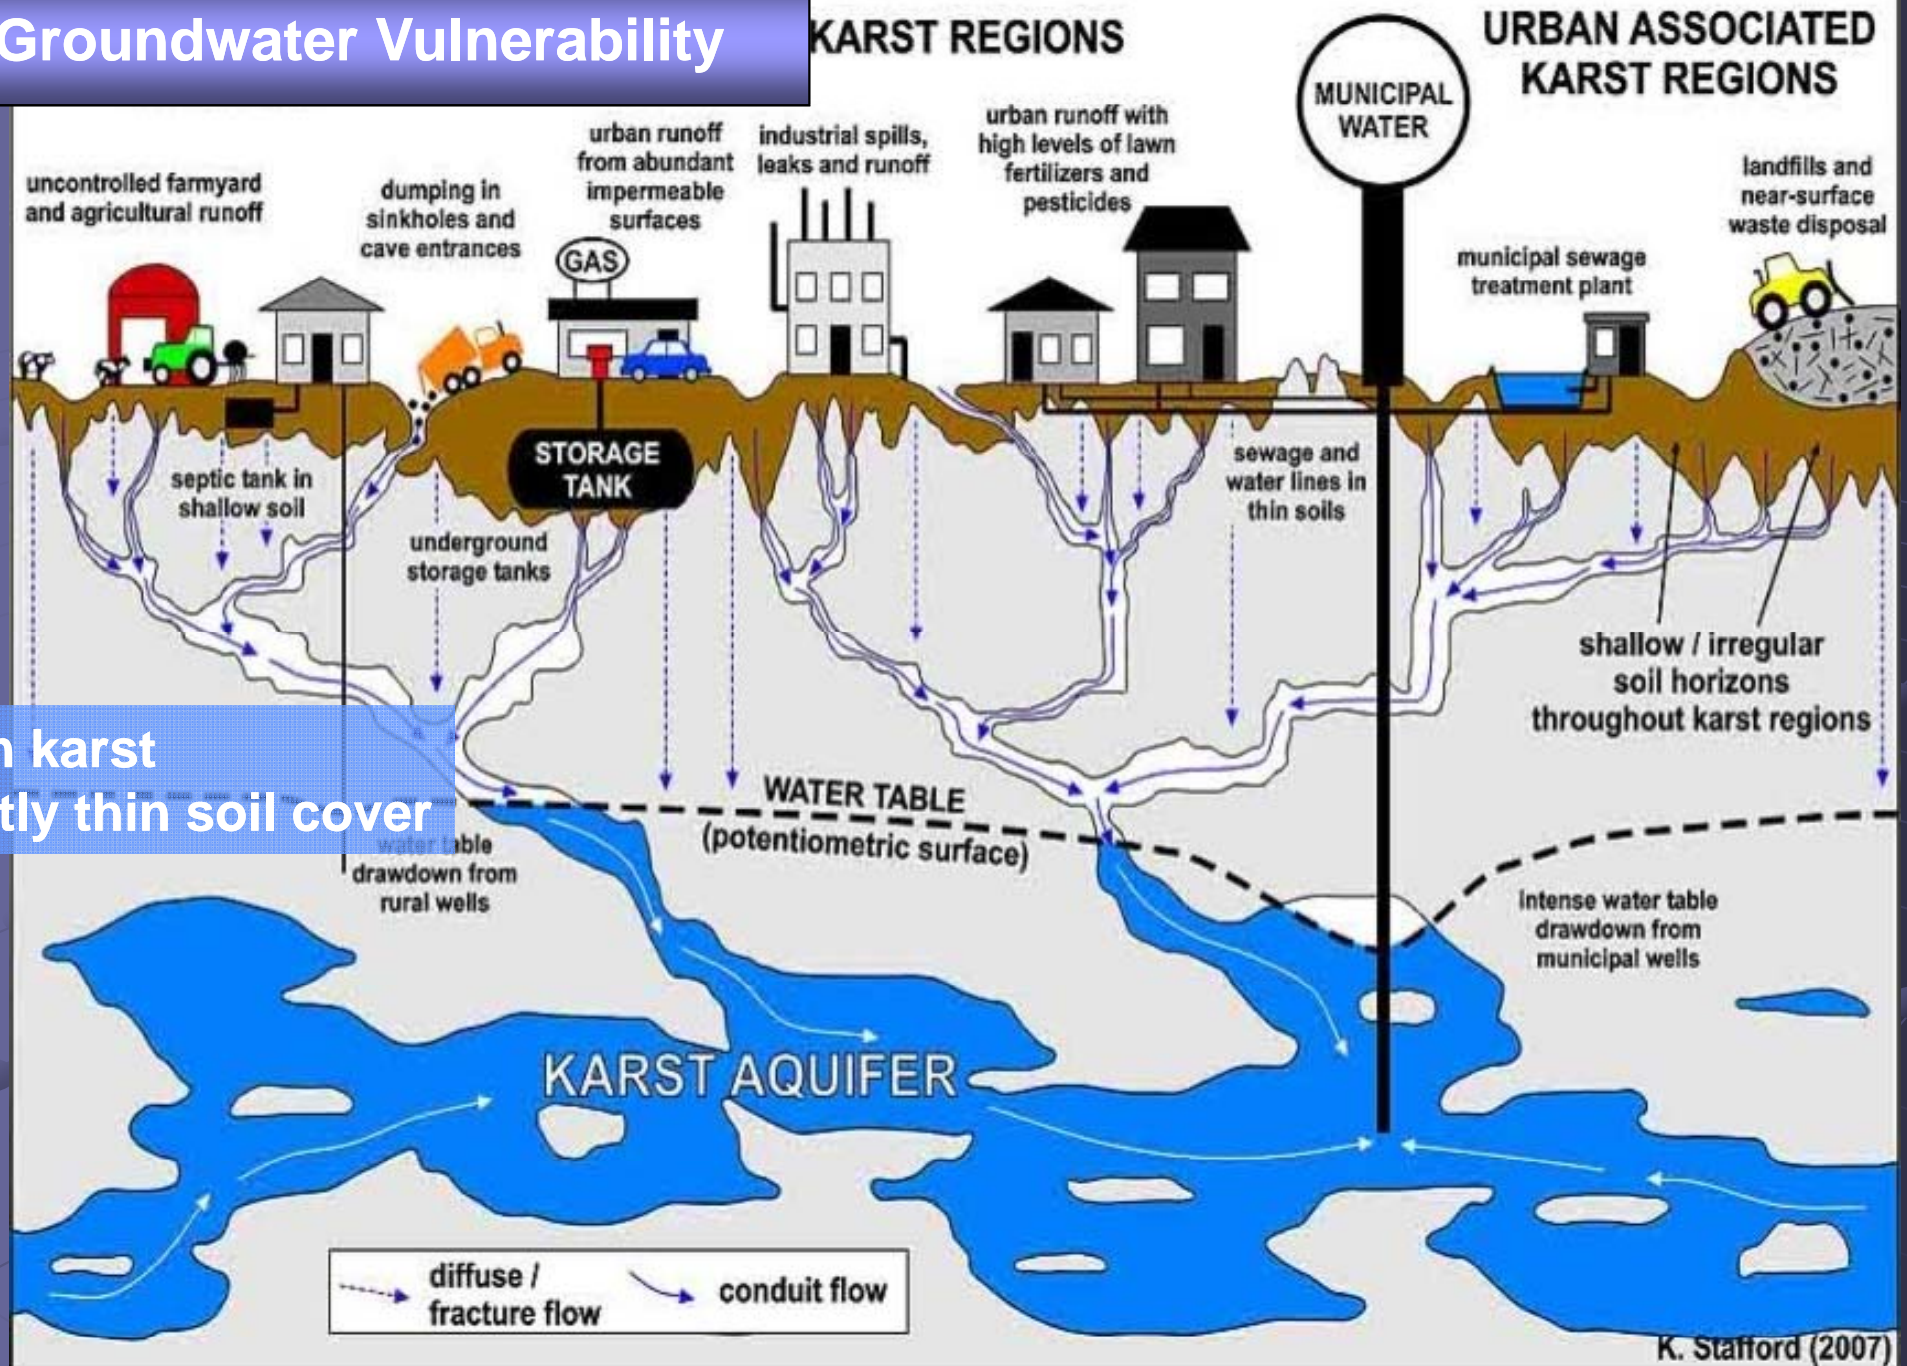 Groundwater Vulnerability
KARST REGIONS
URBAN ASSOCIATED
KARST REGIONS
MUNICIPAL
WATER
uncontrolled farmyard
and agricultural runoff
dumping in
sinkholes and
cave entrances
urban runoff
from abundant
impermeable
surfaces
industrial spills,
leaks and runoff
urban runoff with
high levels of lawn
fertilizers and
pesticides
landfills and
near-surface
waste disposal
municipal sewage
treatment plant
GAS
STORAGE
TANK
septic tank in
shallow soil
underground
storage tanks
sewage and
water lines in
thin soils
shallow / irregular
soil horizons
throughout karst regions
n karst
tly thin soil cover
WATER TABLE
(potentiometric surface)
water table
drawdown from
rural wells
intense water table
drawdown from
municipal wells
KARST AQUIFER
diffuse /
fracture flow
conduit flow
K. Stafford (2007)